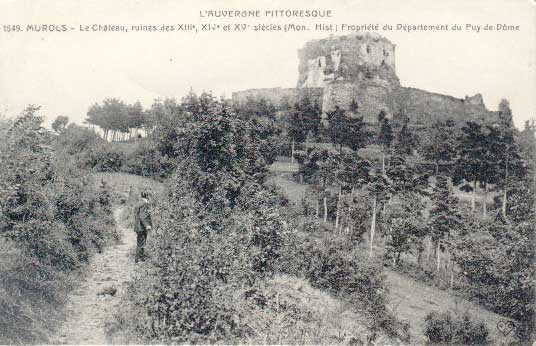 L'AUVERGNE PITTORESQUE
1549. MUROLS - Le Château, ruines des XIIIe, XIVe et XVe siècles (Mon. Hist) Propriété du Département du Puy-de-Dôme